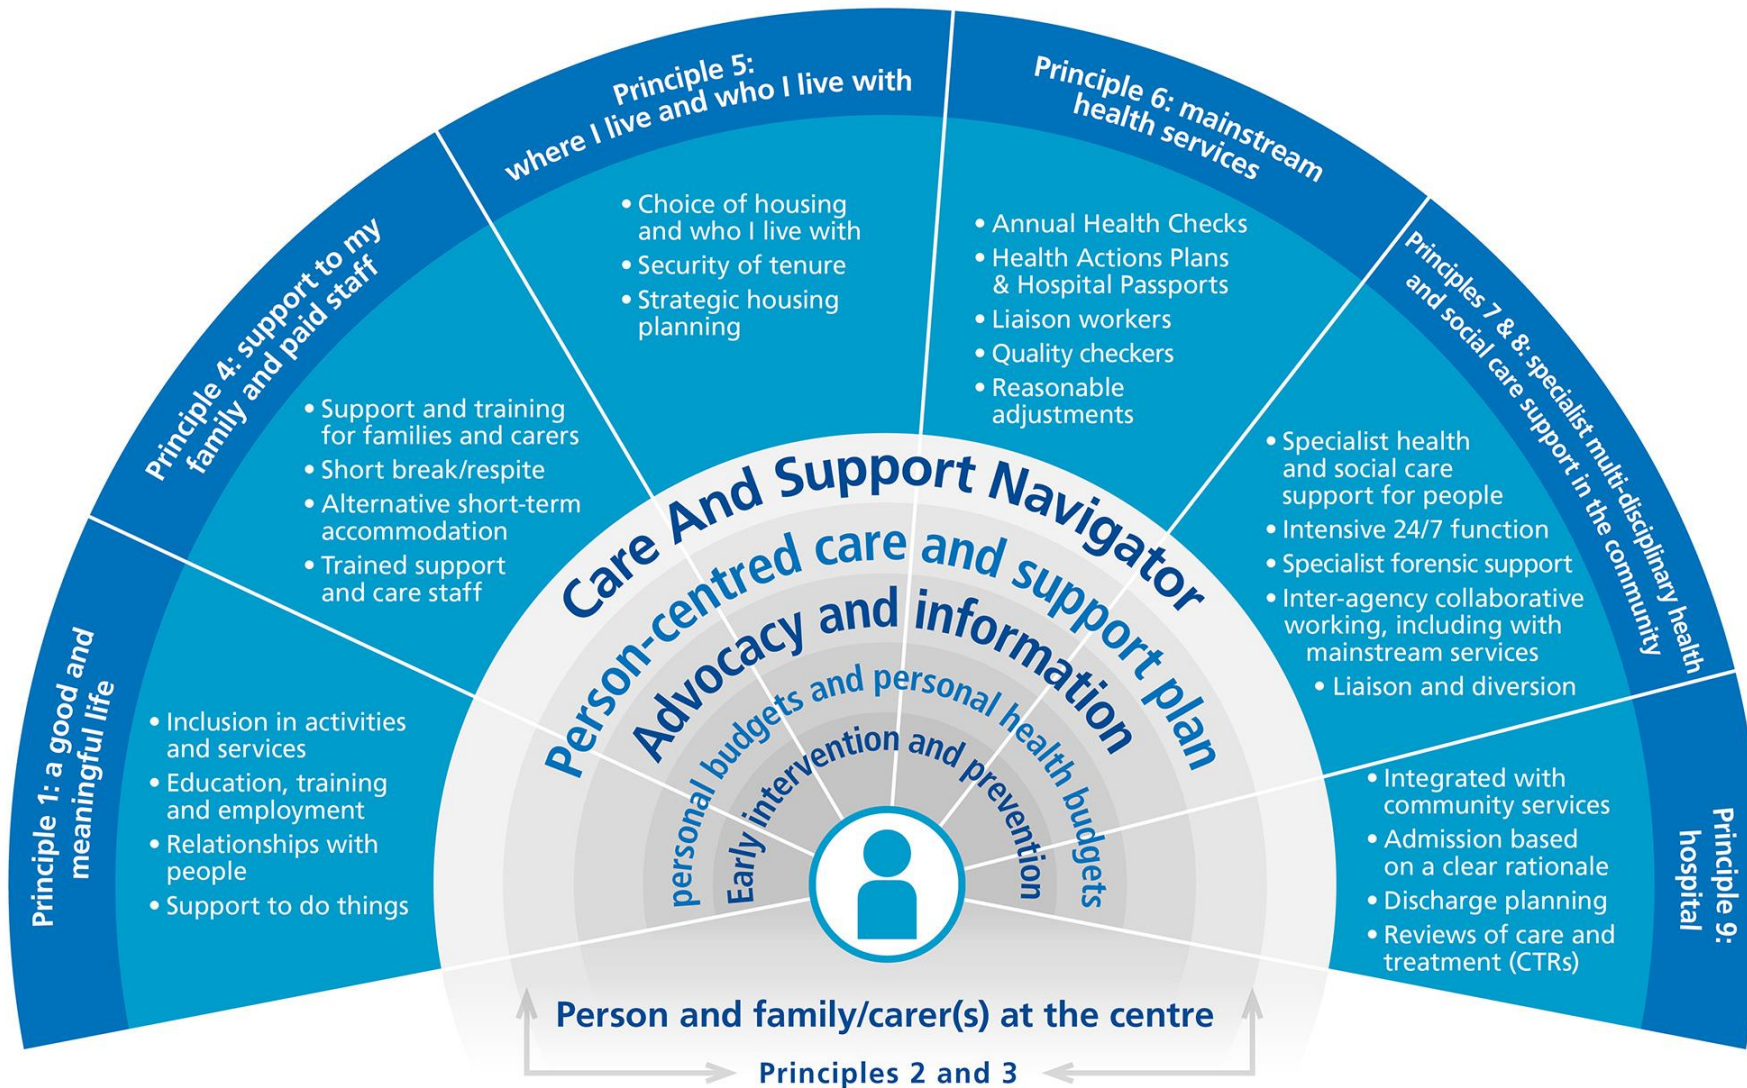 Principle 1: a good and
meaningful life
• Inclusion in activities
and services
• Education, training
and employment
• Relationships with
people
• Support to do things
Principle 4: support to my
family and paid staff
• Support and training
for families and carers
• Short break/respite
• Alternative short-term
accommodation
• Trained support
and care staff
Principle 5:
where I live and who I live with
• Choice of housing
and who I live with
• Security of tenure
• Strategic housing
planning
Principle 6: mainstream
health services
• Annual Health Checks
• Health Actions Plans
& Hospital Passports
• Liaison workers
• Quality checkers
• Reasonable
adjustments
Principles 7 & 8: specialist multi-disciplinary health
and social care support in the community
• Specialist health
and social care
support for people
• Intensive 24/7 function
• Specialist forensic support
• Inter-agency collaborative
working, including with
mainstream services
• Liaison and diversion
Principle 9:
hospital
• Integrated with
community services
• Admission based
on a clear rationale
• Discharge planning
• Reviews of care and
treatment (CTRs)
Care And Support Navigator
Person-centred care and support plan
Advocacy and information
personal budgets and personal health budgets
Early intervention and prevention
Person and family/carer(s) at the centre
Principles 2 and 3